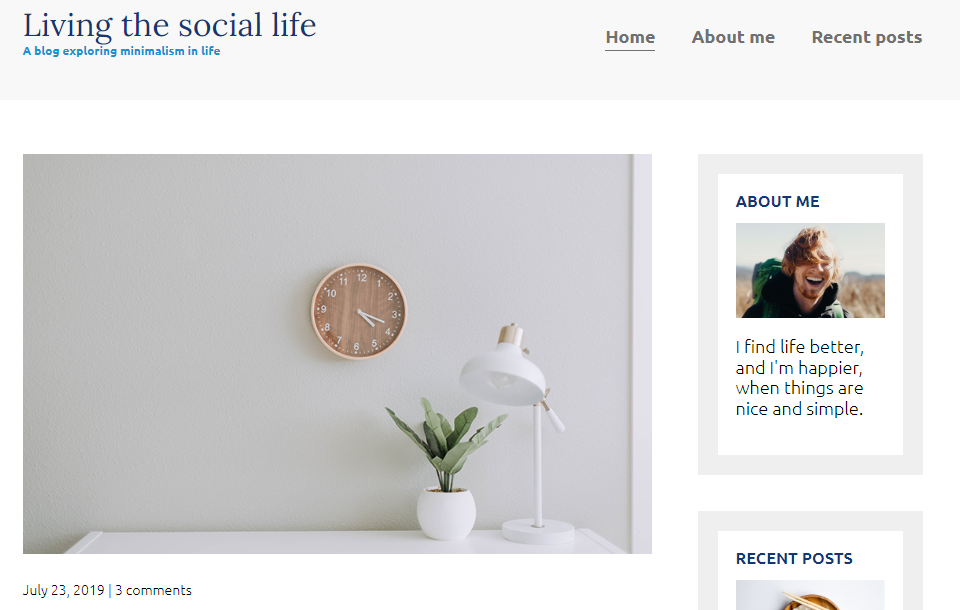 Living the social life
A blog exploring minimalism in life
Home
About me
Recent posts
12
1
2
3
4
5
6
7
8
9
10
11
ABOUT ME
I find life better,
and I'm happier,
when things are
nice and simple.
July 23, 2019 | 3 comments
RECENT POSTS